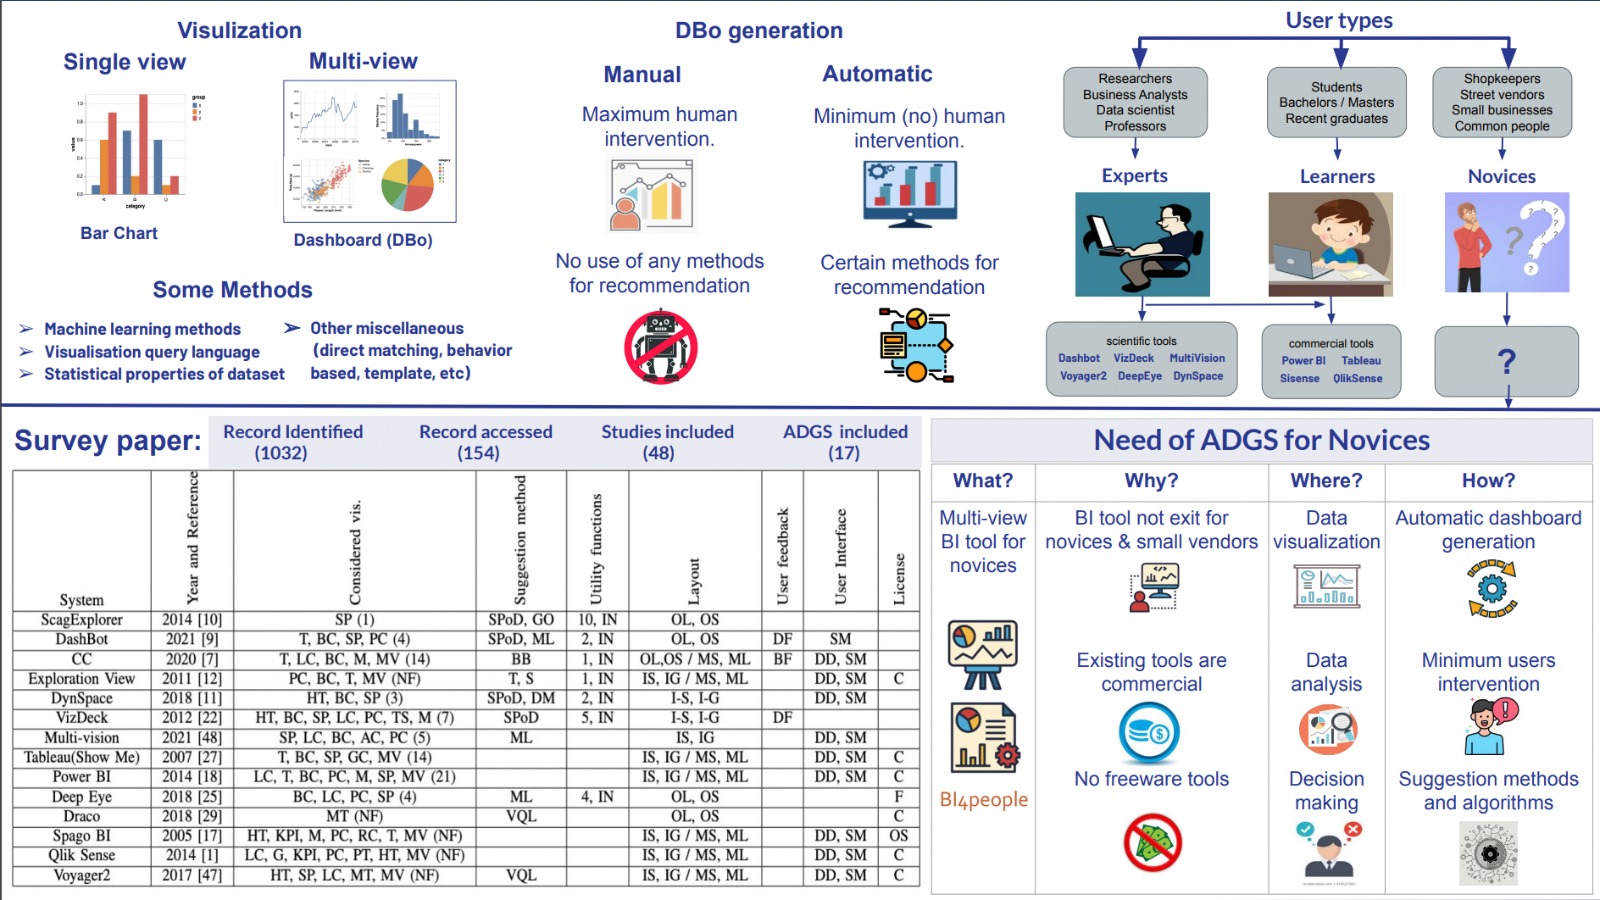 Visulization
Single view
Multi-view
group
x
y
z
value
1.0
0.8
0.6
0.4
0.2
0.0
A
B
C
category
Bar Chart
Dashboard (DBo)
Some Methods
➢ Machine learning methods
➢ Visualisation query language
➢ Statistical properties of dataset
➢ Other miscellaneous
(direct matching, behavior
based, template, etc)
DBo generation
Manual
Maximum human
intervention.
No use of any methods
for recommendation
Automatic
Minimum (no) human
intervention.
Certain methods for
recommendation
User types
Researchers
Business Analysts
Data scientist
Professors
Students
Bachelors / Masters
Recent graduates
Shopkeepers
Street vendors
Small businesses
Common people
Experts
Learners
Novices
scientific tools
Dashbot VizDeck MultiVision
Voyager2 DeepEye DynSpace
commercial tools
Power BI Tableau
Sisense QlikSense
?
Survey paper:
Record Identified
(1032)
Record accessed
(154)
Studies included
(48)
ADGS included
(17)
System Year and Reference Considered vis. Suggestion method Utility functions Layout User feedback User Interface License
ScagExplorer 2014 [10] SP (1) SPoD, GO 10, IN OL, OS
DashBot 2021 [9] T, BC, SP, PC (4) SPoD, ML 2, IN OL, OS DF SM
CC 2020 [7] T, LC, BC, M, MV (14) BB 1, IN OL,OS / MS, ML BF DD, SM
Exploration View 2011 [12] PC, BC, T, MV (NF) T, S 1, IN IS, IG / MS, ML DD, SM C
DynSpace 2018 [11] HT, BC, SP (3) SPoD, DM 2, IN I-S, I-G DD, SM
VizDeck 2012 [22] HT, BC, SP, LC, PC, TS, M (7) SPoD 5, IN I-S, I-G DF
Multi-vision 2021 [48] SP, LC, BC, AC, PC (5) ML IS, IG DD, SM
Tableau(Show Me) 2007 [27] T, BC, SP, GC, MV (14) IS, IG / MS, ML DD, SM C
Power BI 2014 [18] LC, T, BC, PC, M, SP, MV (21) IS, IG / MS, ML DD, SM C
Deep Eye 2018 [25] BC, LC, PC, SP (4) ML 4, IN OL, OS F
Draco 2018 [29] MT (NF) VQL OL, OS C
Spago BI 2005 [17] HT, KPI, M, PC, RC, T, MV (NF) IS, IG / MS, ML DD, SM OS
Qlik Sense 2014 [1] LC, G, KPI, PC, PT, HT, MV (NF) IS, IG / MS, ML DD, SM C
Voyager2 2017 [47] HT, SP, LC, MT, MV (NF) VQL IS, IG / MS, ML DD, SM C
Need of ADGS for Novices
What?
Why?
Where?
How?
Multi-view
BI tool for
novices
BI4people
BI tool not exit for
novices & small vendors
Existing tools are
commercial
No freeware tools
Data
visualization
Data
analysis
Decision
making
Automatic dashboard
generation
Minimum users
intervention
Suggestion methods
and algorithms